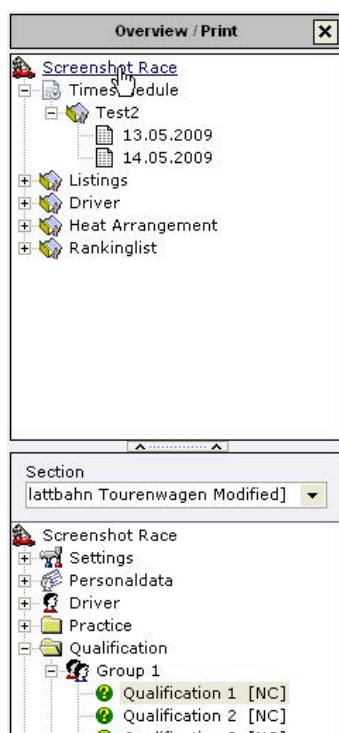 Overview / Print
Screenshot Race
Test2
13.05.2009
14.05.2009
Listings
Driver
Heat Arrangement
Rankinglist
Section
lattbahn Tourenwagen Modified]
Screenshot Race
Settings
Personaldata
Driver
Practice
Qualification
Group 1
Qualification 1 [NC]
Qualification 2 [NC]